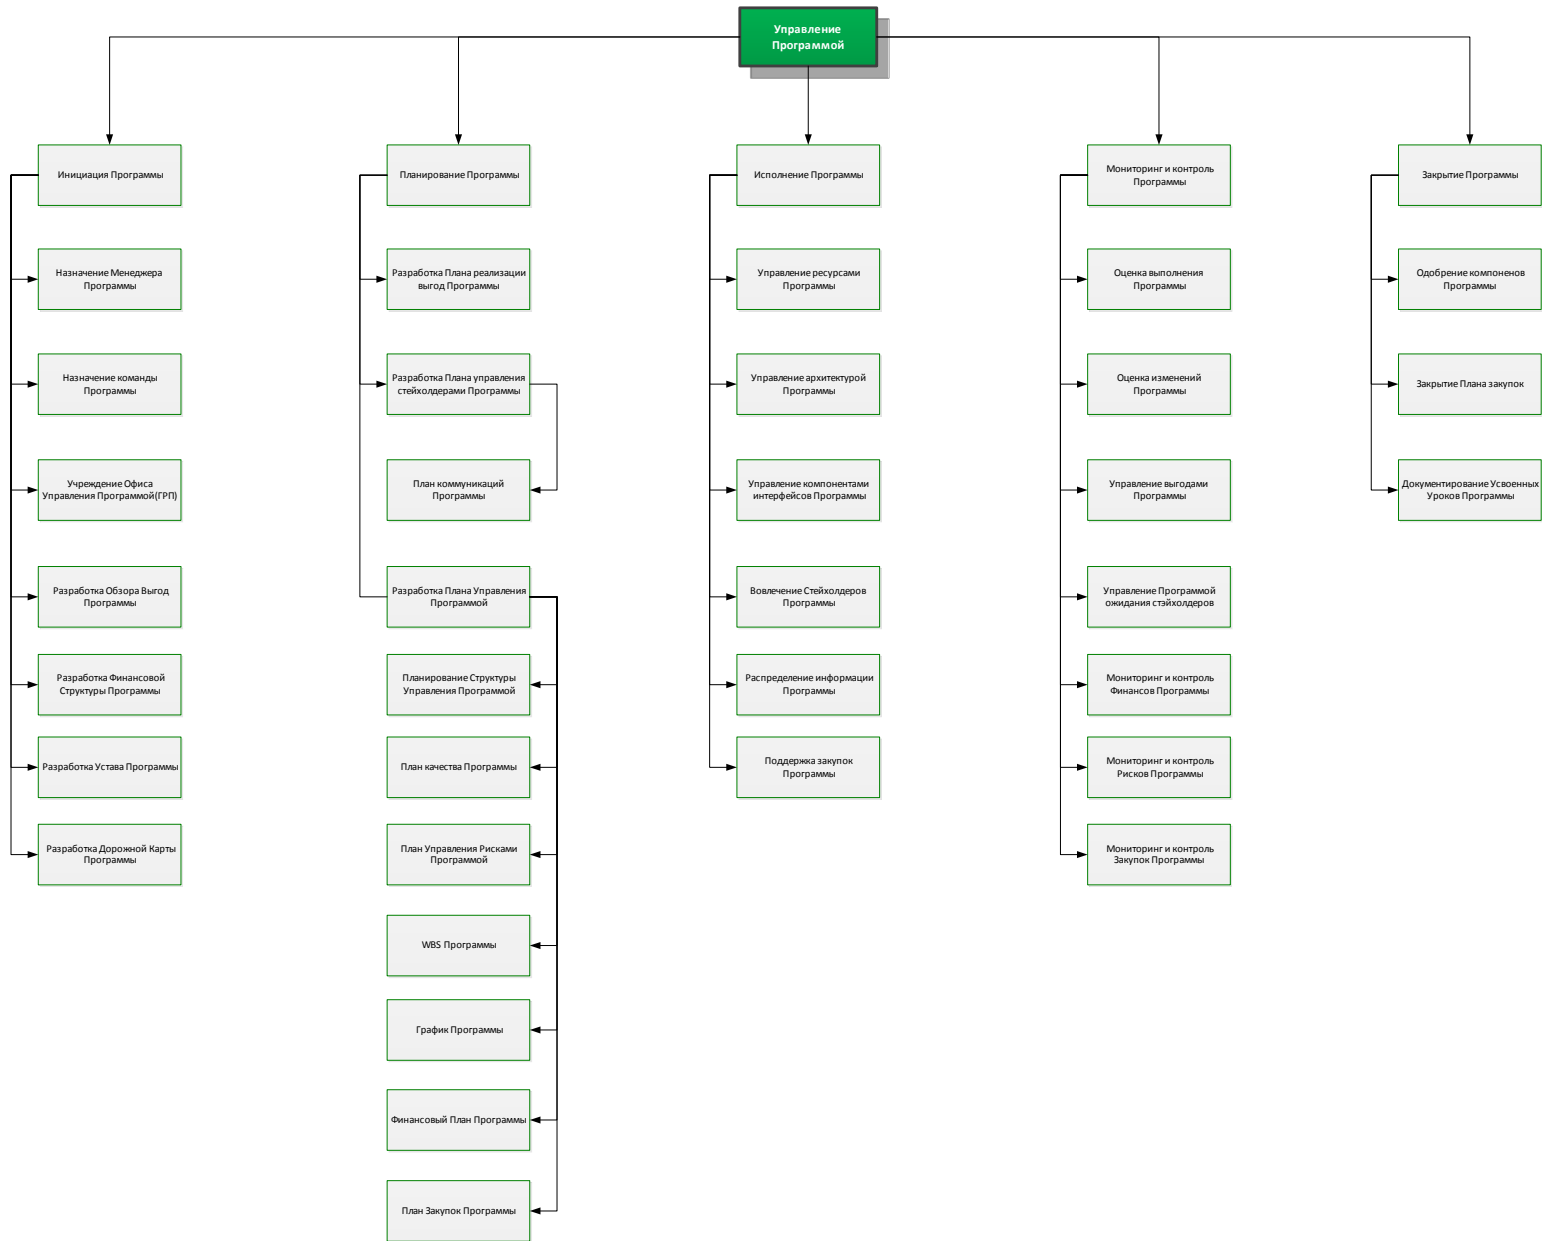 Управление
Программой
Инициация Программы
Назначение Менеджера
Программы
Назначение команды
Программы
Учреждение Офиса
Управления Программой(ГРП)
Разработка Обзора Выгод
Программы
Разработка Финансовой
Структуры Программы
Разработка Устава Программы
Разработка Дорожной Карты
Программы
Планирование Программы
Разработка Плана реализации
выгод Программы
Разработка Плана управления
стейхолдерами Программы
План коммуникаций
Программы
Разработка Плана Управления
Программой
Планирование Структуры
Управления Программой
План качества Программы
План Управления Рисками
Программой
WBS Программы
График Программы
Финансовый План Программы
План Закупок Программы
Исполнение Программы
Управление ресурсами
Программы
Управление архитектурой
Программы
Управление компонентами
интерфейсов Программы
Вовлечение Стейхолдеров
Программы
Распределение информации
Программы
Поддержка закупок
Программы
Мониторинг и контроль
Программы
Оценка выполнения
Программы
Оценка изменений
Программы
Управление выгодами
Программы
Управление Программой
ожидания стэйхолдеров
Мониторинг и контроль
Финансов Программы
Мониторинг и контроль
Рисков Программы
Мониторинг и контроль
Закупок Программы
Закрытие Программы
Одобрение компоненов
Программы
Закрытие Плана закупок
Документирование Усвоенных
Уроков Программы